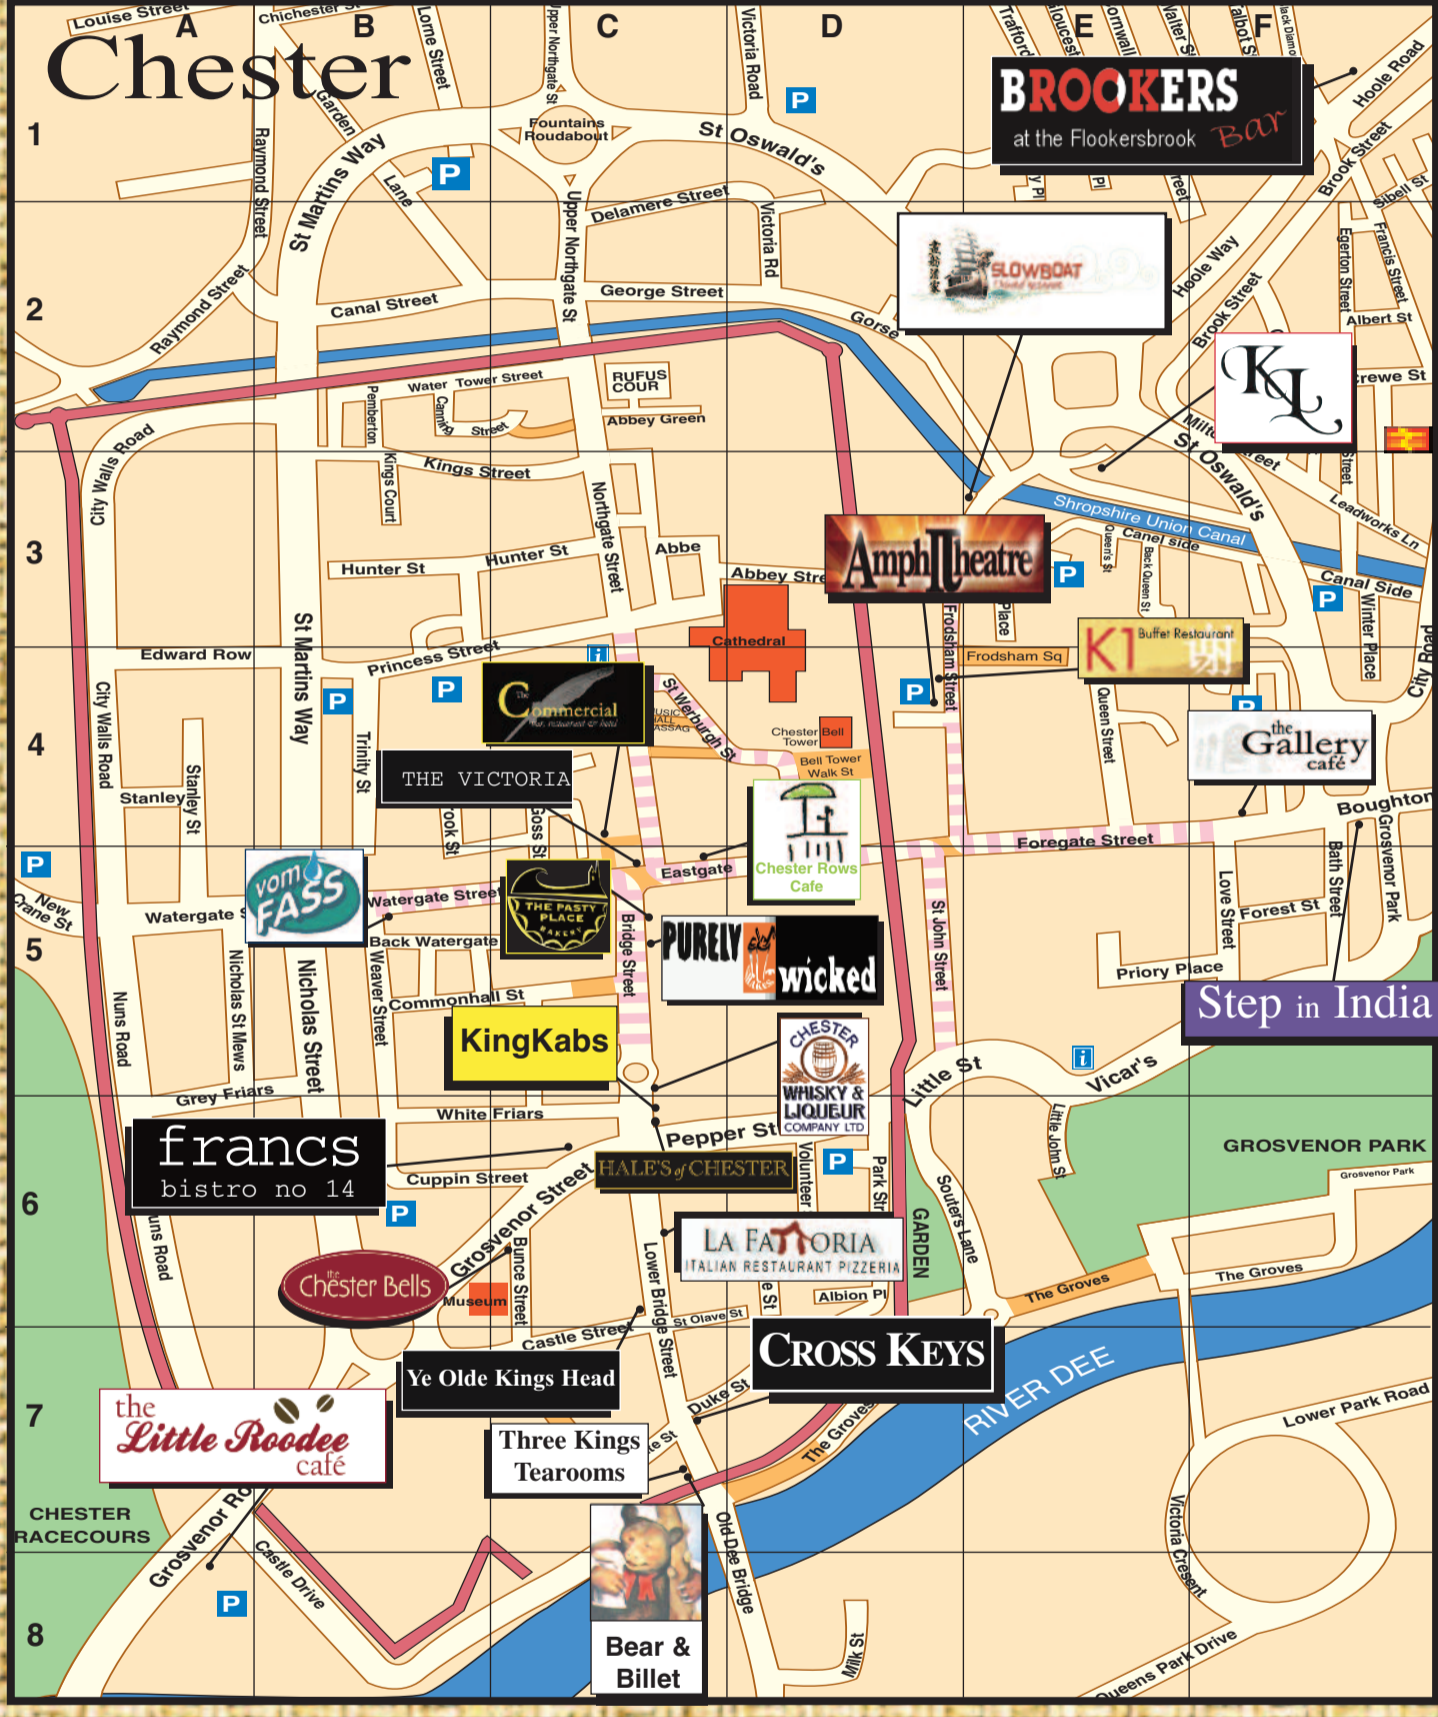 Louise Street
A
Chichester St
B
Lorne Street
Upper Northgate St
C
Victoria Road
D
Trafford
E
F
Chester
Hoole Road
BROOKERS
at the Flookersbrook Bar
Garden
Lane
Fountains
Roundabout
St Oswald's
P
1
Raymond Street
St Martins Way
P
Brook Street
Sibell St
Delamere Street
Victoria Rd
Upper Northgate St
SLOWBOAT
Hoole Way
Egerton Street
Francis Street
Raymond Street
2
Canal Street
George Street
Gorse
Brook Street
Albert St
KL
Crewe St
Water Tower Street
RUFUS
COUR
Pemberton
Canning
Street
Abbey Green
City Walls Road
Kings Street
Kings Court
Northgate Street
St Oswald's
Leadworks Ln
Shropshire Union Canal
Canel side
Queen's St
Back Queen St
3
Hunter St
Hunter St
Abbe
Abbey Stre
AmphiTheatre
P
Canal Side
P
Winter Place
Place
Frodsham Street
Cathedral
K1 Buffet Restaurant
Frodsham Sq
Edward Row
Princess Street
i
St Martins Way
City Walls Road
P
P
The Commercial
St Werburgh St
P
Queen Street
P
City Road
the
Gallery
café
4
Chester
Tower
Bell
Bell Tower
Walk St
THE VICTORIA
Trinity St
Stanley
Stanley St
Goss St
Boughton
Grosvenor Park
Foregate Street
Chester Rows
Cafe
Eastgate
P
vom
FASS
Watergate Street
THE PASTY
PLACE
BAKERY
Bath Street
Love Street
Forest St
New
Crane St
Watergate S
Back Watergate
Bridge Street
PURELY wicked
St John Street
5
Priory Place
Nicholas St Mews
Nicholas Street
Weaver Street
Commonhall St
Nuns Road
Step in India
KingKabs
CHESTER
WHISKY &
LIQUEUR
COMPANY LTD
i
Little St
Vicar's
Grey Friars
White Friars
Pepper St
Little John St
GROSVENOR PARK
Grosvenor Park
francs
bistro no 14
HALE'S of CHESTER
Volunteer
P
Park Str
Cuppin Street
P
6
Grosvenor Street
GARDEN
Souters Lane
LA FATTORIA
ITALIAN RESTAURANT PIZZERIA
Nuns Road
the
Chester Bells
Museum
Bunce Street
Lower Bridge Street
Albion Pl
The Groves
The Groves
Castle Street
St Olave St
CROSS KEYS
Ye Olde Kings Head
RIVER DEE
Duke St
Lower Park Road
7
the
Little Roodee
café
Three Kings
Tearooms
The Groves
CHESTER
RACECOURS
Grosvenor Ro
Castle Drive
Old Dee Bridge
Victoria Cresent
P
8
Bear &
Billet
Milk St
Queens Park Drive